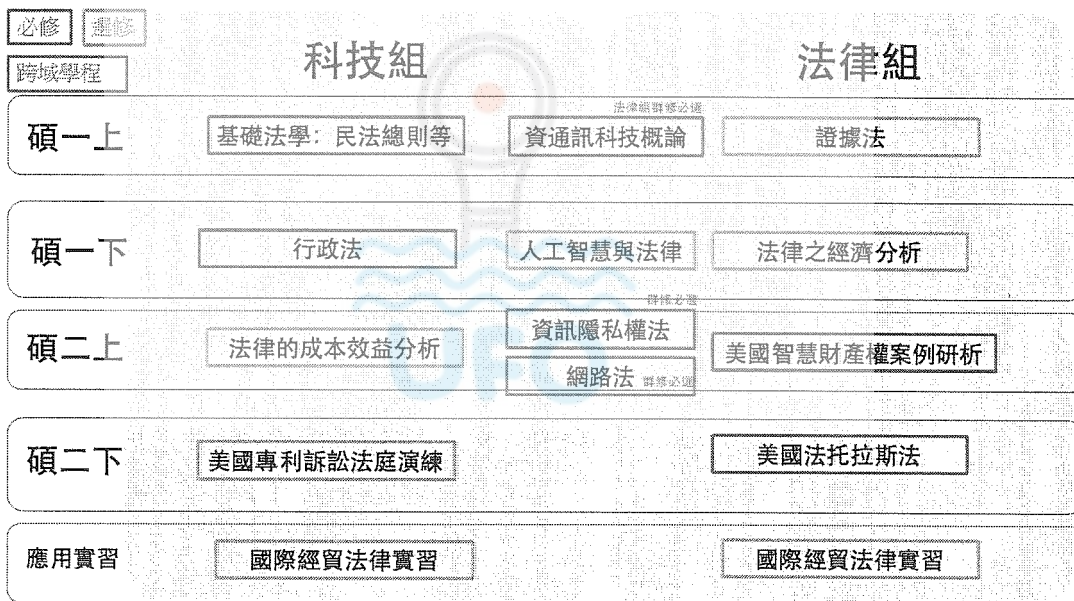 必修 選修
跨域學程
科技組 法律組
法律組群修必選
碩一上 基礎法學：民法總則等 資通訊科技概論 證據法
碩一下 行政法 人工智慧與法律 法律之經濟分析
群修必選
資訊隱私權法
碩二上 法律的成本效益分析 美國智慧財產權案例研析
網路法 群修必選
碩二下 美國專利訴訟法庭演練 美國法托拉斯法
應用實習 國際經貿法律實習 國際經貿法律實習
UFO